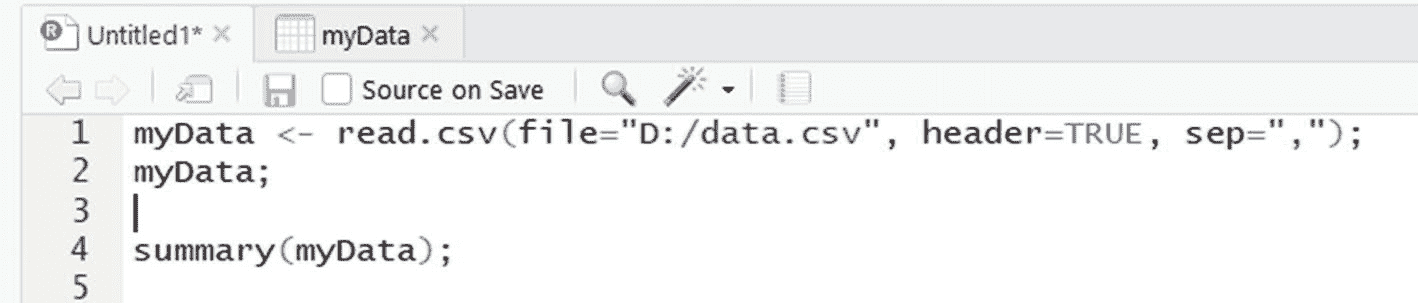 Untitled1* myData
Source on Save
1 myData <- read.csv(file="D:/data.csv", header=TRUE, sep=",");
2 myData;
3
4 summary(myData);
5